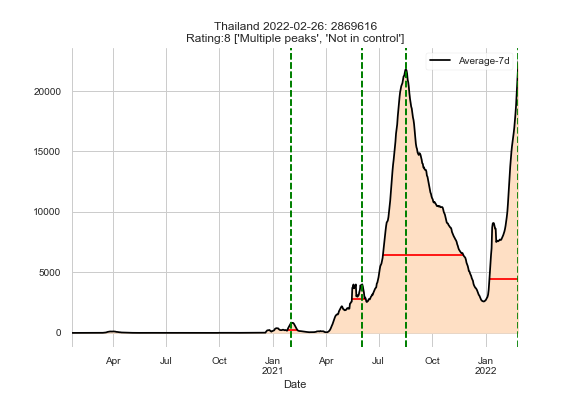 Thailand 2022-02-26: 2869616
Rating:8 ['Multiple peaks', 'Not in control']
Average-7d
20000
15000
10000
5000
0
Apr Jul Oct Jan Apr Jul Oct Jan
2021 2022
Date